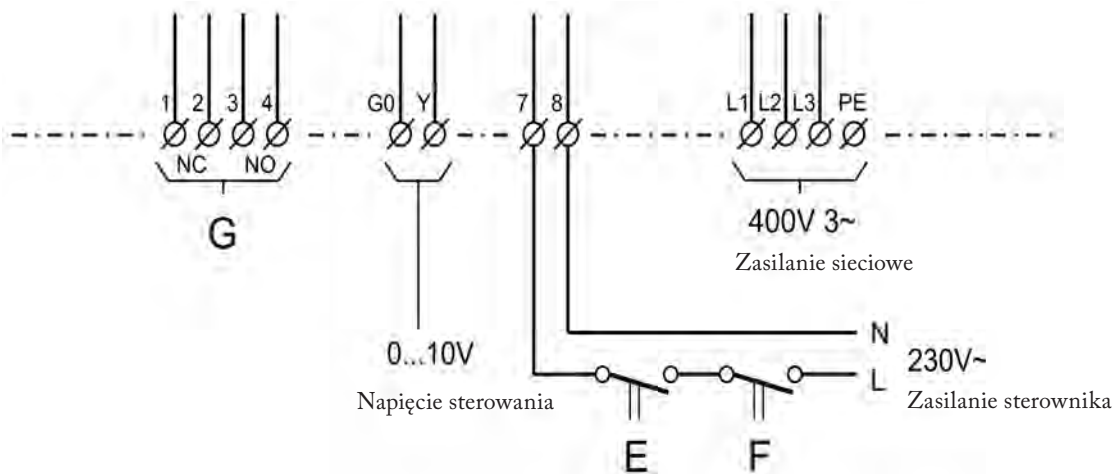 1 2 3 4 G0 Y 7 8 L1 L2 L3 PE
NC NO
G
400V 3~
Zasilanie sieciowe
N
0...10V
230V~
L
Napięcie sterowania
Zasilanie sterownika
E F